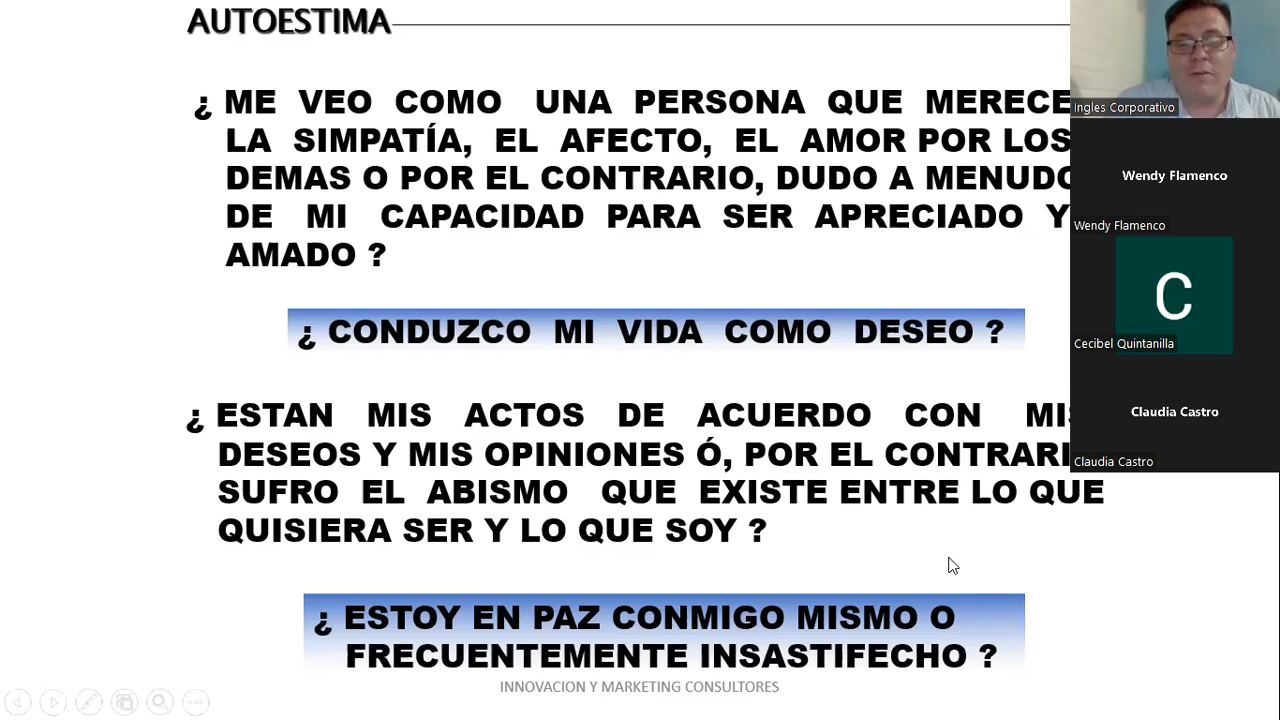 AUTOESTIMA
¿ ME VEO COMO UNA PERSONA QUE MERECE
LA SIMPATÍA, EL AFECTO, EL AMOR POR LOS
DEMAS O POR EL CONTRARIO, DUDO A MENUDO
DE MI CAPACIDAD PARA SER APRECIADO Y
AMADO ?
¿ CONDUZCO MI VIDA COMO DESEO ?
¿ ESTAN MIS ACTOS DE ACUERDO CON MIS
DESEOS Y MIS OPINIONES Ó, POR EL CONTRARI
SUFRO EL ABISMO QUE EXISTE ENTRE LO QUE
QUISIERA SER Y LO QUE SOY ?
¿ ESTOY EN PAZ CONMIGO MISMO O
FRECUENTEMENTE INSASTIFECHO ?
INNOVACION Y MARKETING CONSULTORES
Ingles Corporativo
Wendy Flamenco
Wendy Flamenco
C
Cecibel Quintanilla
Claudia Castro
Claudia Castro